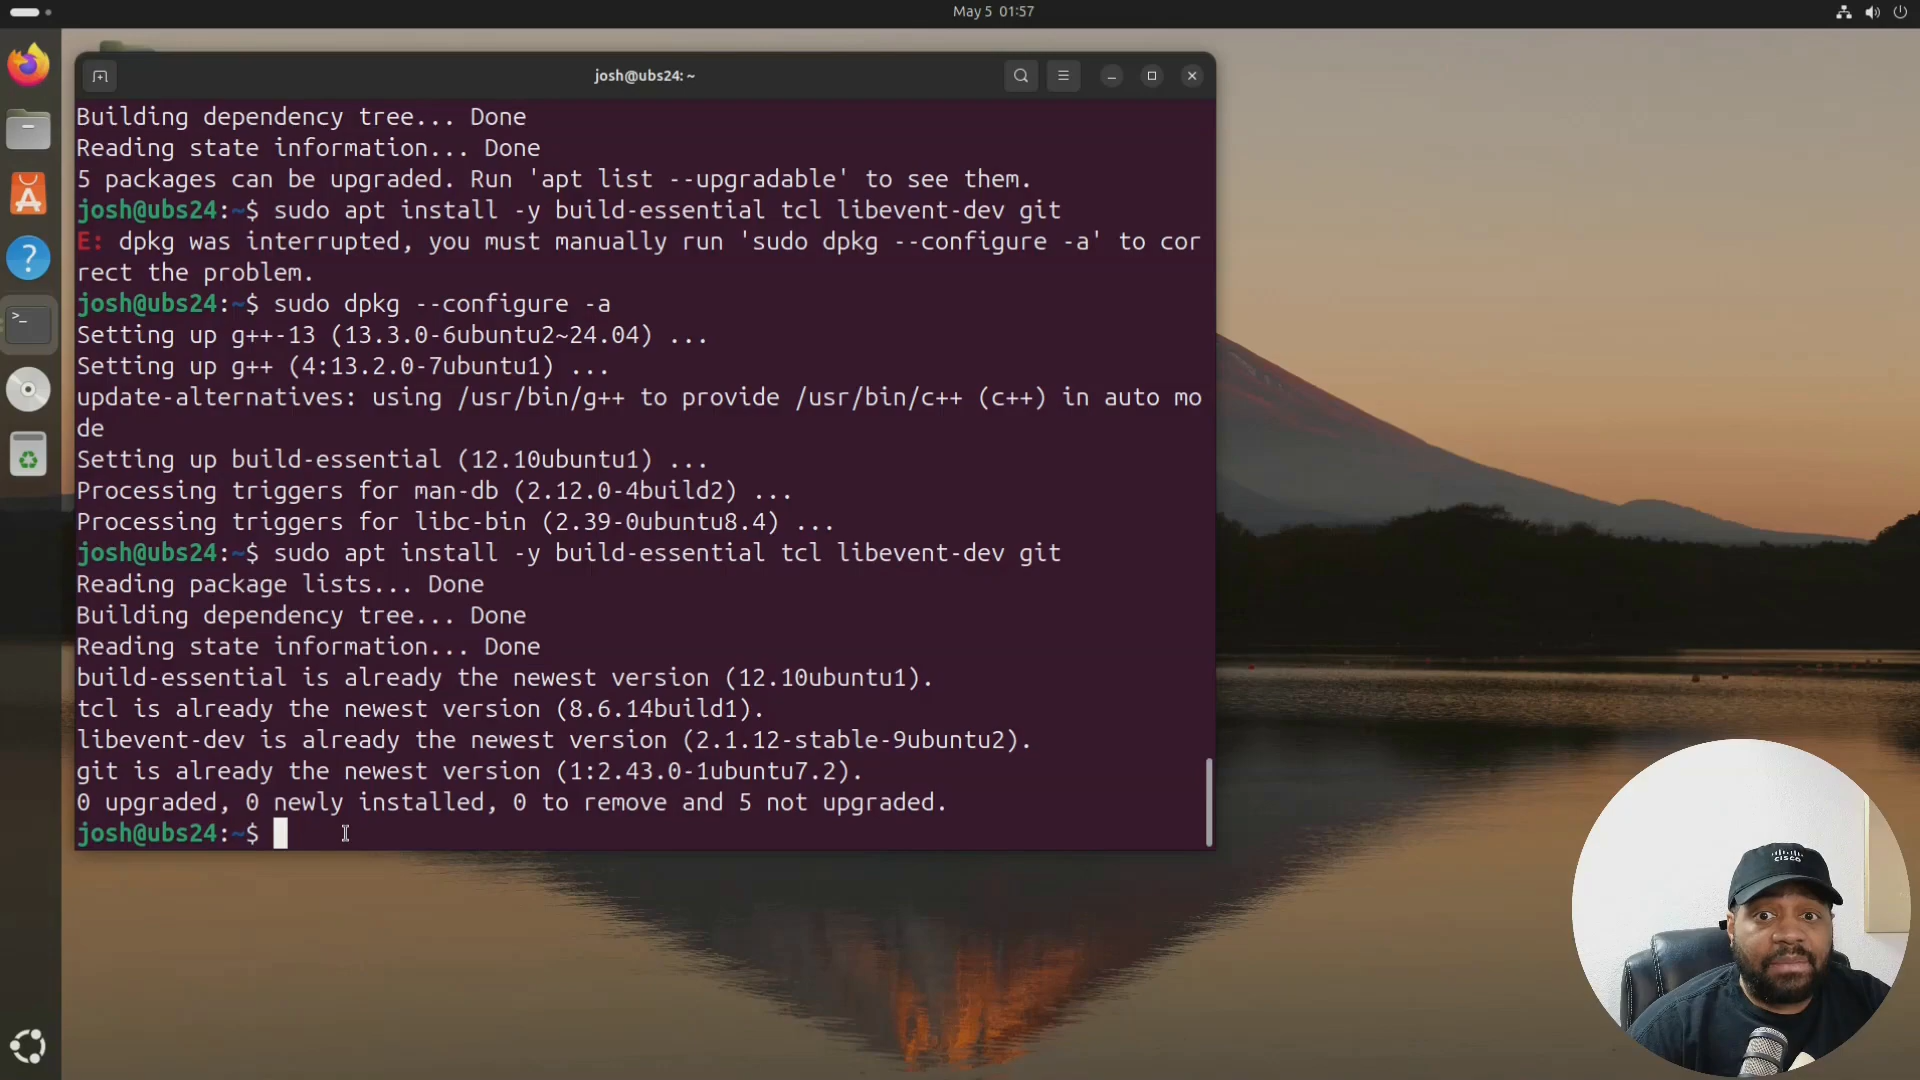 May 5 01:57
josh@ubs24: ~
Building dependency tree... Done
Reading state information... Done
5 packages can be upgraded. Run 'apt list --upgradable' to see them.
josh@ubs24:~$ sudo apt install -y build-essential tcl libevent-dev git
E: dpkg was interrupted, you must manually run 'sudo dpkg --configure -a' to cor
rect the problem.
josh@ubs24:~$ sudo dpkg --configure -a
Setting up g++-13 (13.3.0-6ubuntu2~24.04) ...
Setting up g++ (4:13.2.0-7ubuntu1) ...
update-alternatives: using /usr/bin/g++ to provide /usr/bin/c++ (c++) in auto mo
de
Setting up build-essential (12.10ubuntu1) ...
Processing triggers for man-db (2.12.0-4build2) ...
Processing triggers for libc-bin (2.39-0ubuntu8.4) ...
josh@ubs24:~$ sudo apt install -y build-essential tcl libevent-dev git
Reading package lists... Done
Building dependency tree... Done
Reading state information... Done
build-essential is already the newest version (12.10ubuntu1).
tcl is already the newest version (8.6.14build1).
libevent-dev is already the newest version (2.1.12-stable-9ubuntu2).
git is already the newest version (1:2.43.0-1ubuntu7.2).
0 upgraded, 0 newly installed, 0 to remove and 5 not upgraded.
josh@ubs24:~$
CISCO